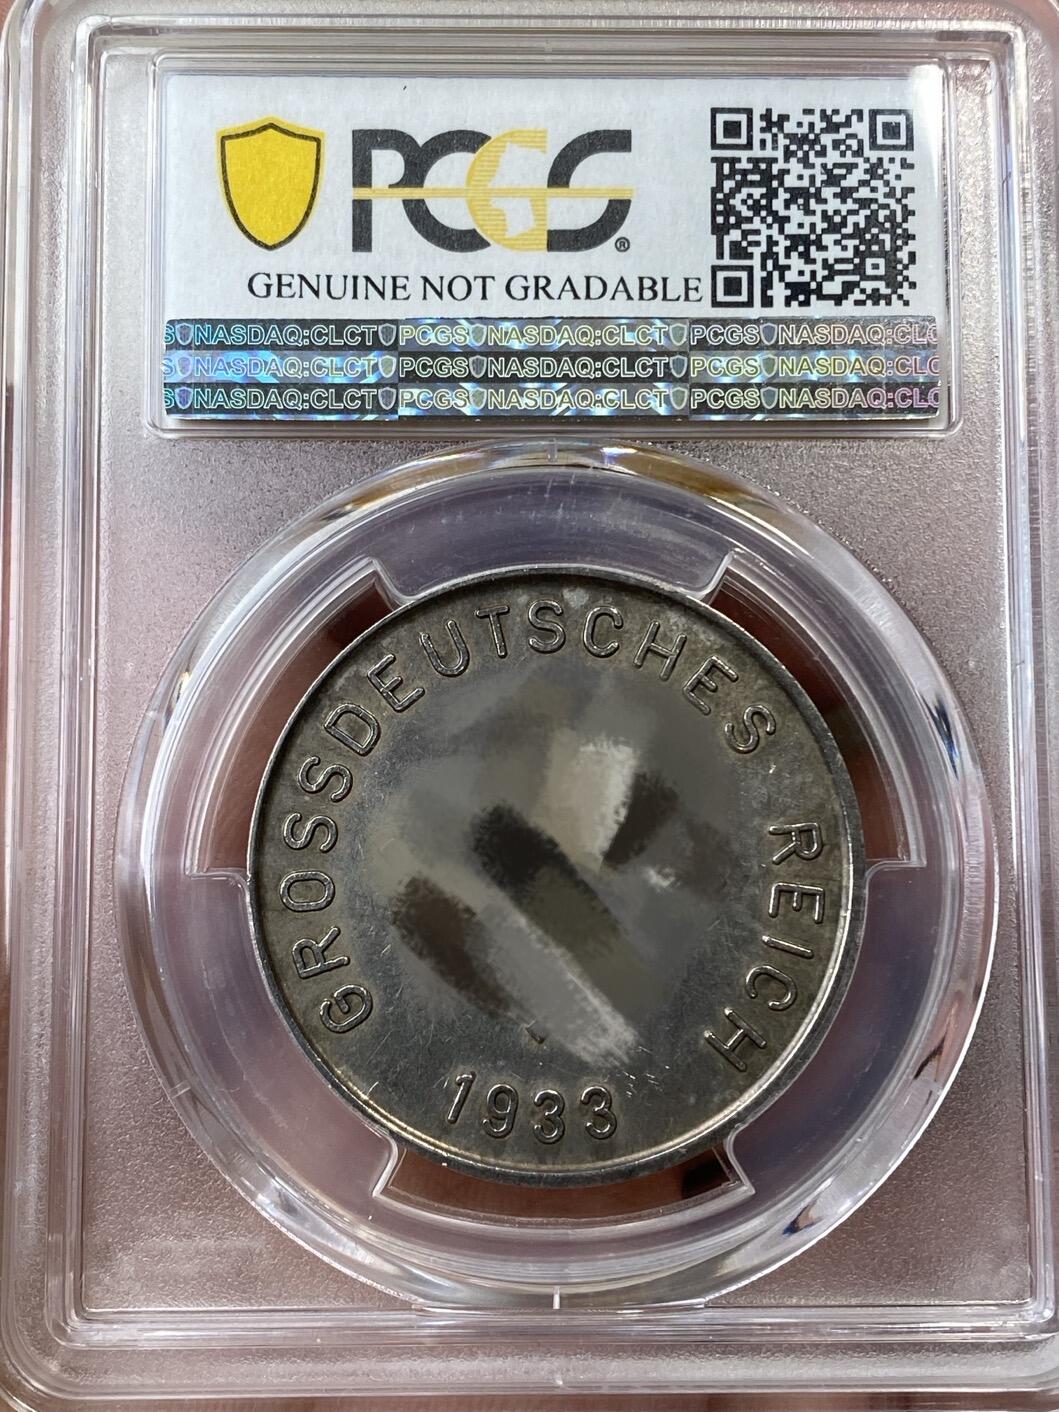 PCGS®
GENUINE NOT GRADABLE
S NASDAQ:CLCT PCGS NASDAQ:CLCT PCGS NASDAQ:CLC
S NASDAQ:CLCT PCGS NASDAQ:CLCT PCGS NASDAQ:CLC
S NASDAQ:CLCT PCGS NASDAQ:CLCT PCGS NASDAQ:CLC
GROSSDEUTSCHES REICH
1933